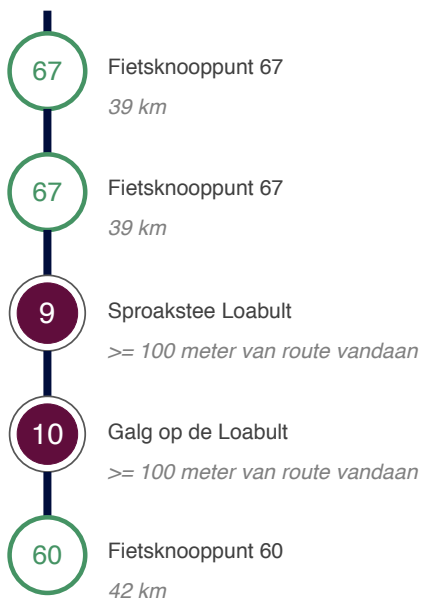 67
Fietsknooppunt 67
39 km
67
Fietsknooppunt 67
39 km
9
Sproakstee Loabult
>= 100 meter van route vandaan
10
Galg op de Loabult
>= 100 meter van route vandaan
60
Fietsknooppunt 60
42 km